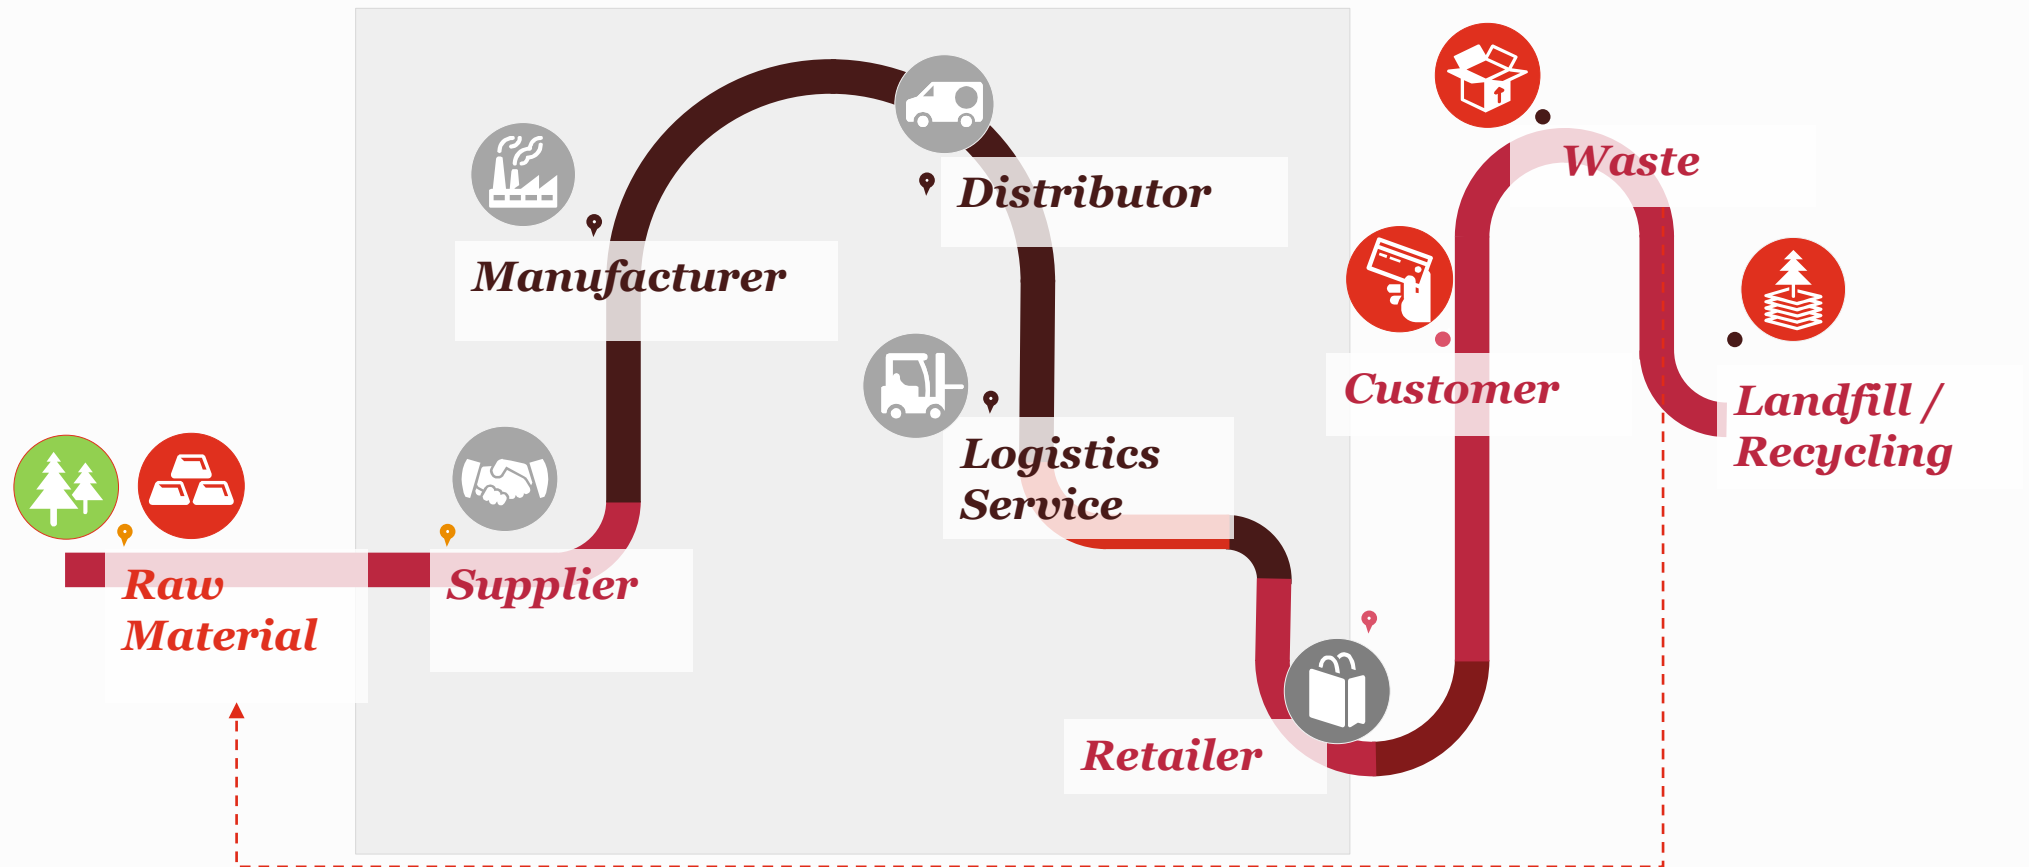 Raw
Material
Supplier
Manufacturer
Distributor
Logistics
Service
Retailer
Customer
Waste
Landfill /
Recycling